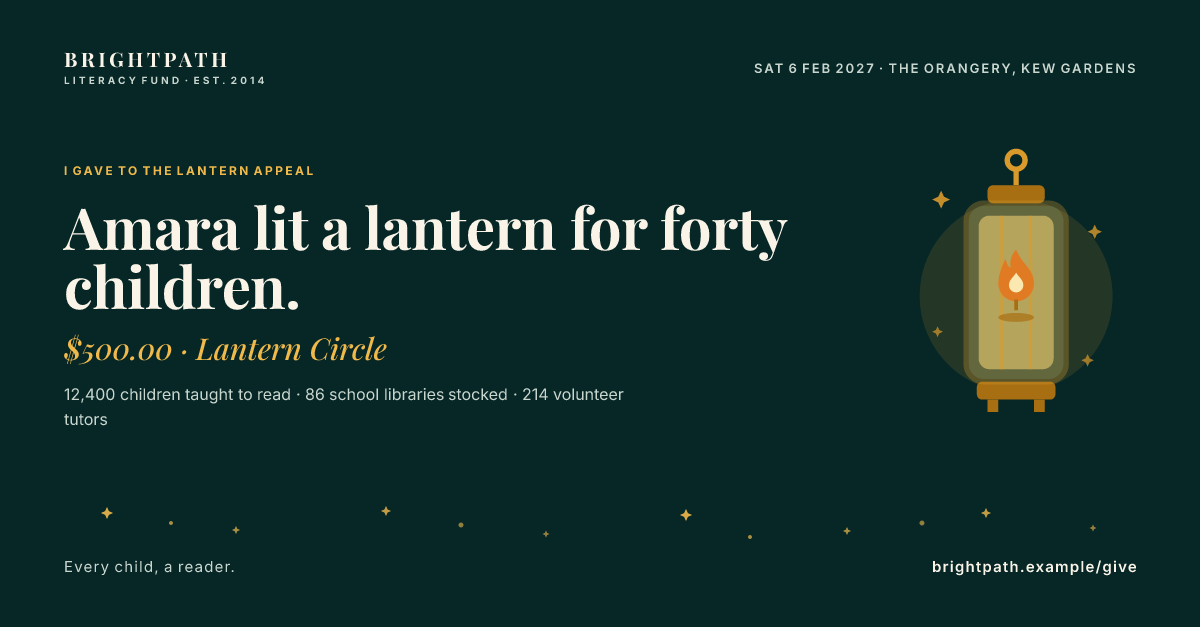 BRIGHTPATH
LITERACY FUND · EST. 2014
SAT 6 FEB 2027 · THE ORANGERY, KEW GARDENS
I GAVE TO THE LANTERN APPEAL
Amara lit a lantern for forty
children.
$500.00 · Lantern Circle
12,400 children taught to read · 86 school libraries stocked · 214 volunteer
tutors
Every child, a reader.
brightpath.example/give